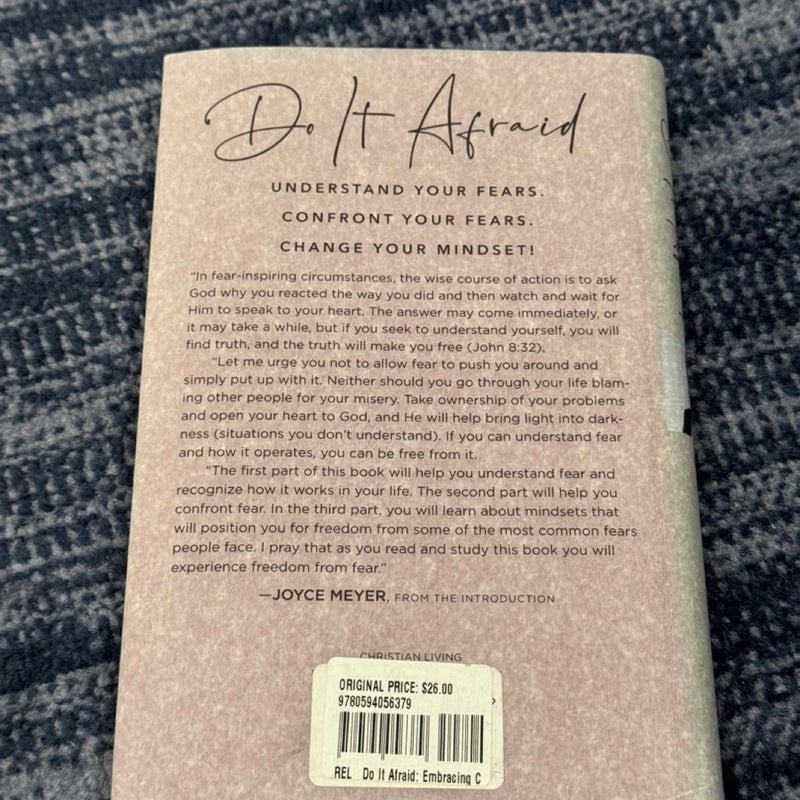 Do It Afraid
UNDERSTAND YOUR FEARS.
CONFRONT YOUR FEARS.
CHANGE YOUR MINDSET!
“In fear-inspiring circumstances, the wise course of action is to ask
God why you reacted the way you did and then watch and wait for
Him to speak to your heart. The answer may come immediately, or
it may take a while, but if you seek to understand yourself, you will
find truth, and the truth will make you free (John 8:32).
“Let me urge you not to allow fear to push you around and
simply put up with it. Neither should you go through your life blam-
ing other people for your misery. Take ownership of your problems
and open your heart to God, and He will help bring light into dark-
ness (situations you don’t understand). If you can understand fear
and how it operates, you can be free from it.
“The first part of this book will help you understand fear and
recognize how it works in your life. The second part will help you
confront fear. In the third part, you will learn about mindsets that
will position you for freedom from some of the most common fears
people face. I pray that as you read and study this book you will
experience freedom from fear.”
—JOYCE MEYER, FROM THE INTRODUCTION
CHRISTIAN LIVING
ORIGINAL PRICE: $26.00
9780594056379
REL Do It Afraid: Embracing C